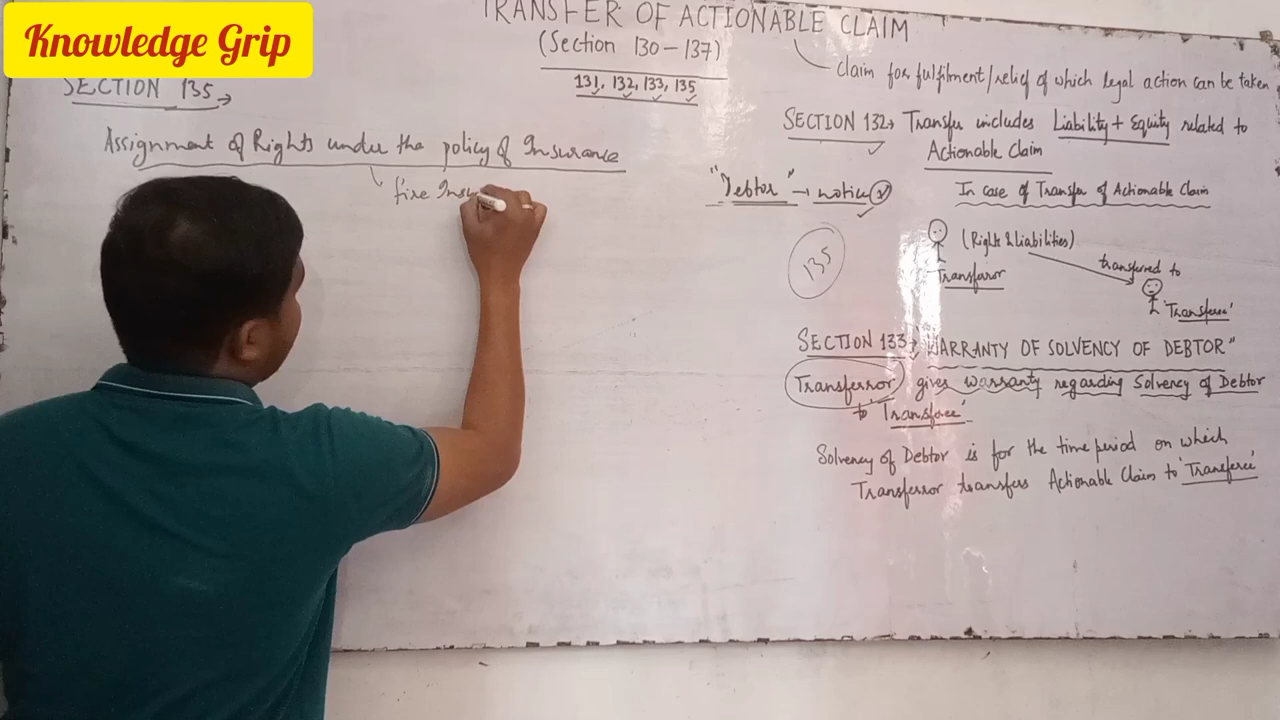 Knowledge Grip
TRANSFER OF ACTIONABLE CLAIM
(Section 130-137)
131, 132, 133, 135
claim for fulfilment/relief of which legal action can be taken
SECTION 135
Assignment of Rights under the policy of Insurance
fire
"Debtor" → notice
135
SECTION 132→ Transfer includes Liability + Equity related to
Actionable Claim
In case of Transfer of Actionable Claim
(Rights & Liabilities)
Transferor
transferred to
'Transferee'
SECTION 133→ "WARRANTY OF SOLVENCY OF DEBTOR"
Transferror gives warranty regarding Solvency of Debtor
to 'Transferee'
Solvency of Debtor is for the time period on which
Transferror transfers Actionable Claim to 'Transferee'